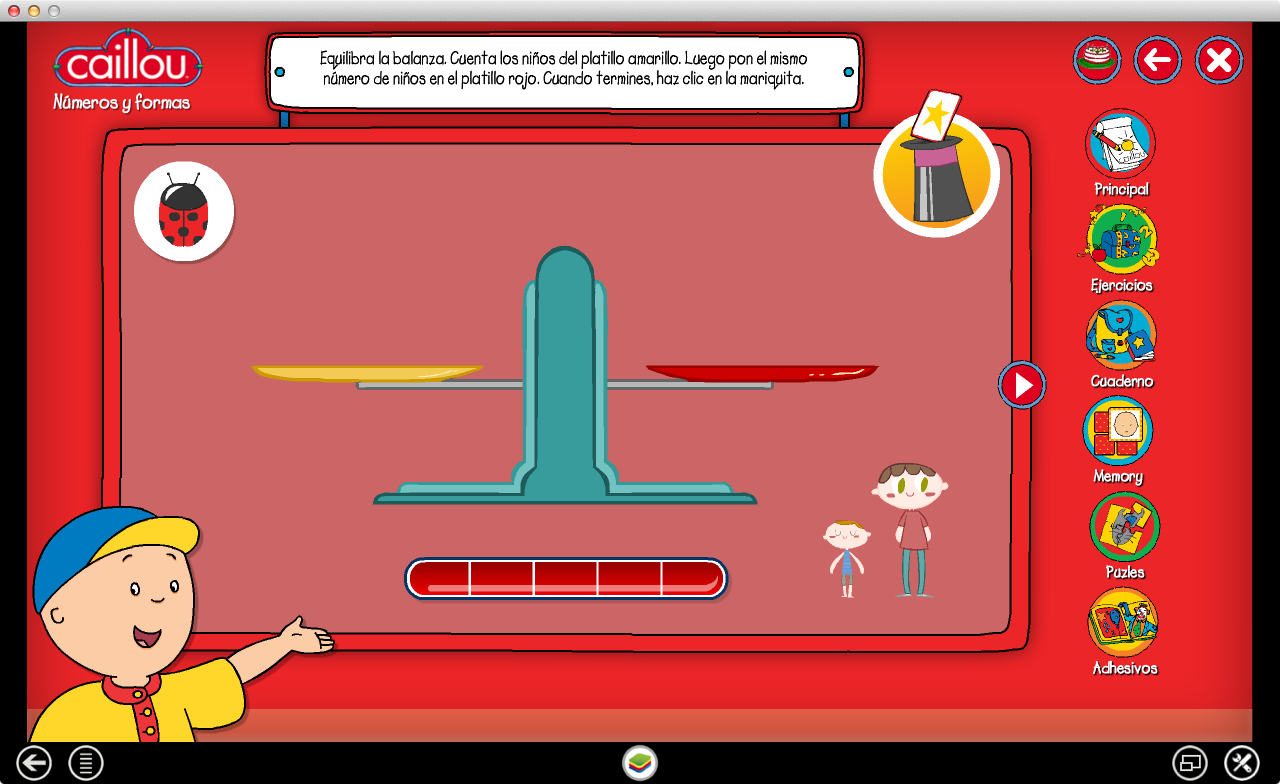 caillou
Números y formas
Equilibra la balanza. Cuenta los niños del platillo amarillo. Luego pon el mismo
número de niños en el platillo rojo. Cuando termines, haz clic en la mariquita.
caillou
Principal
Ejercicios
Cuaderno
Memory
Puzles
Adhesivos